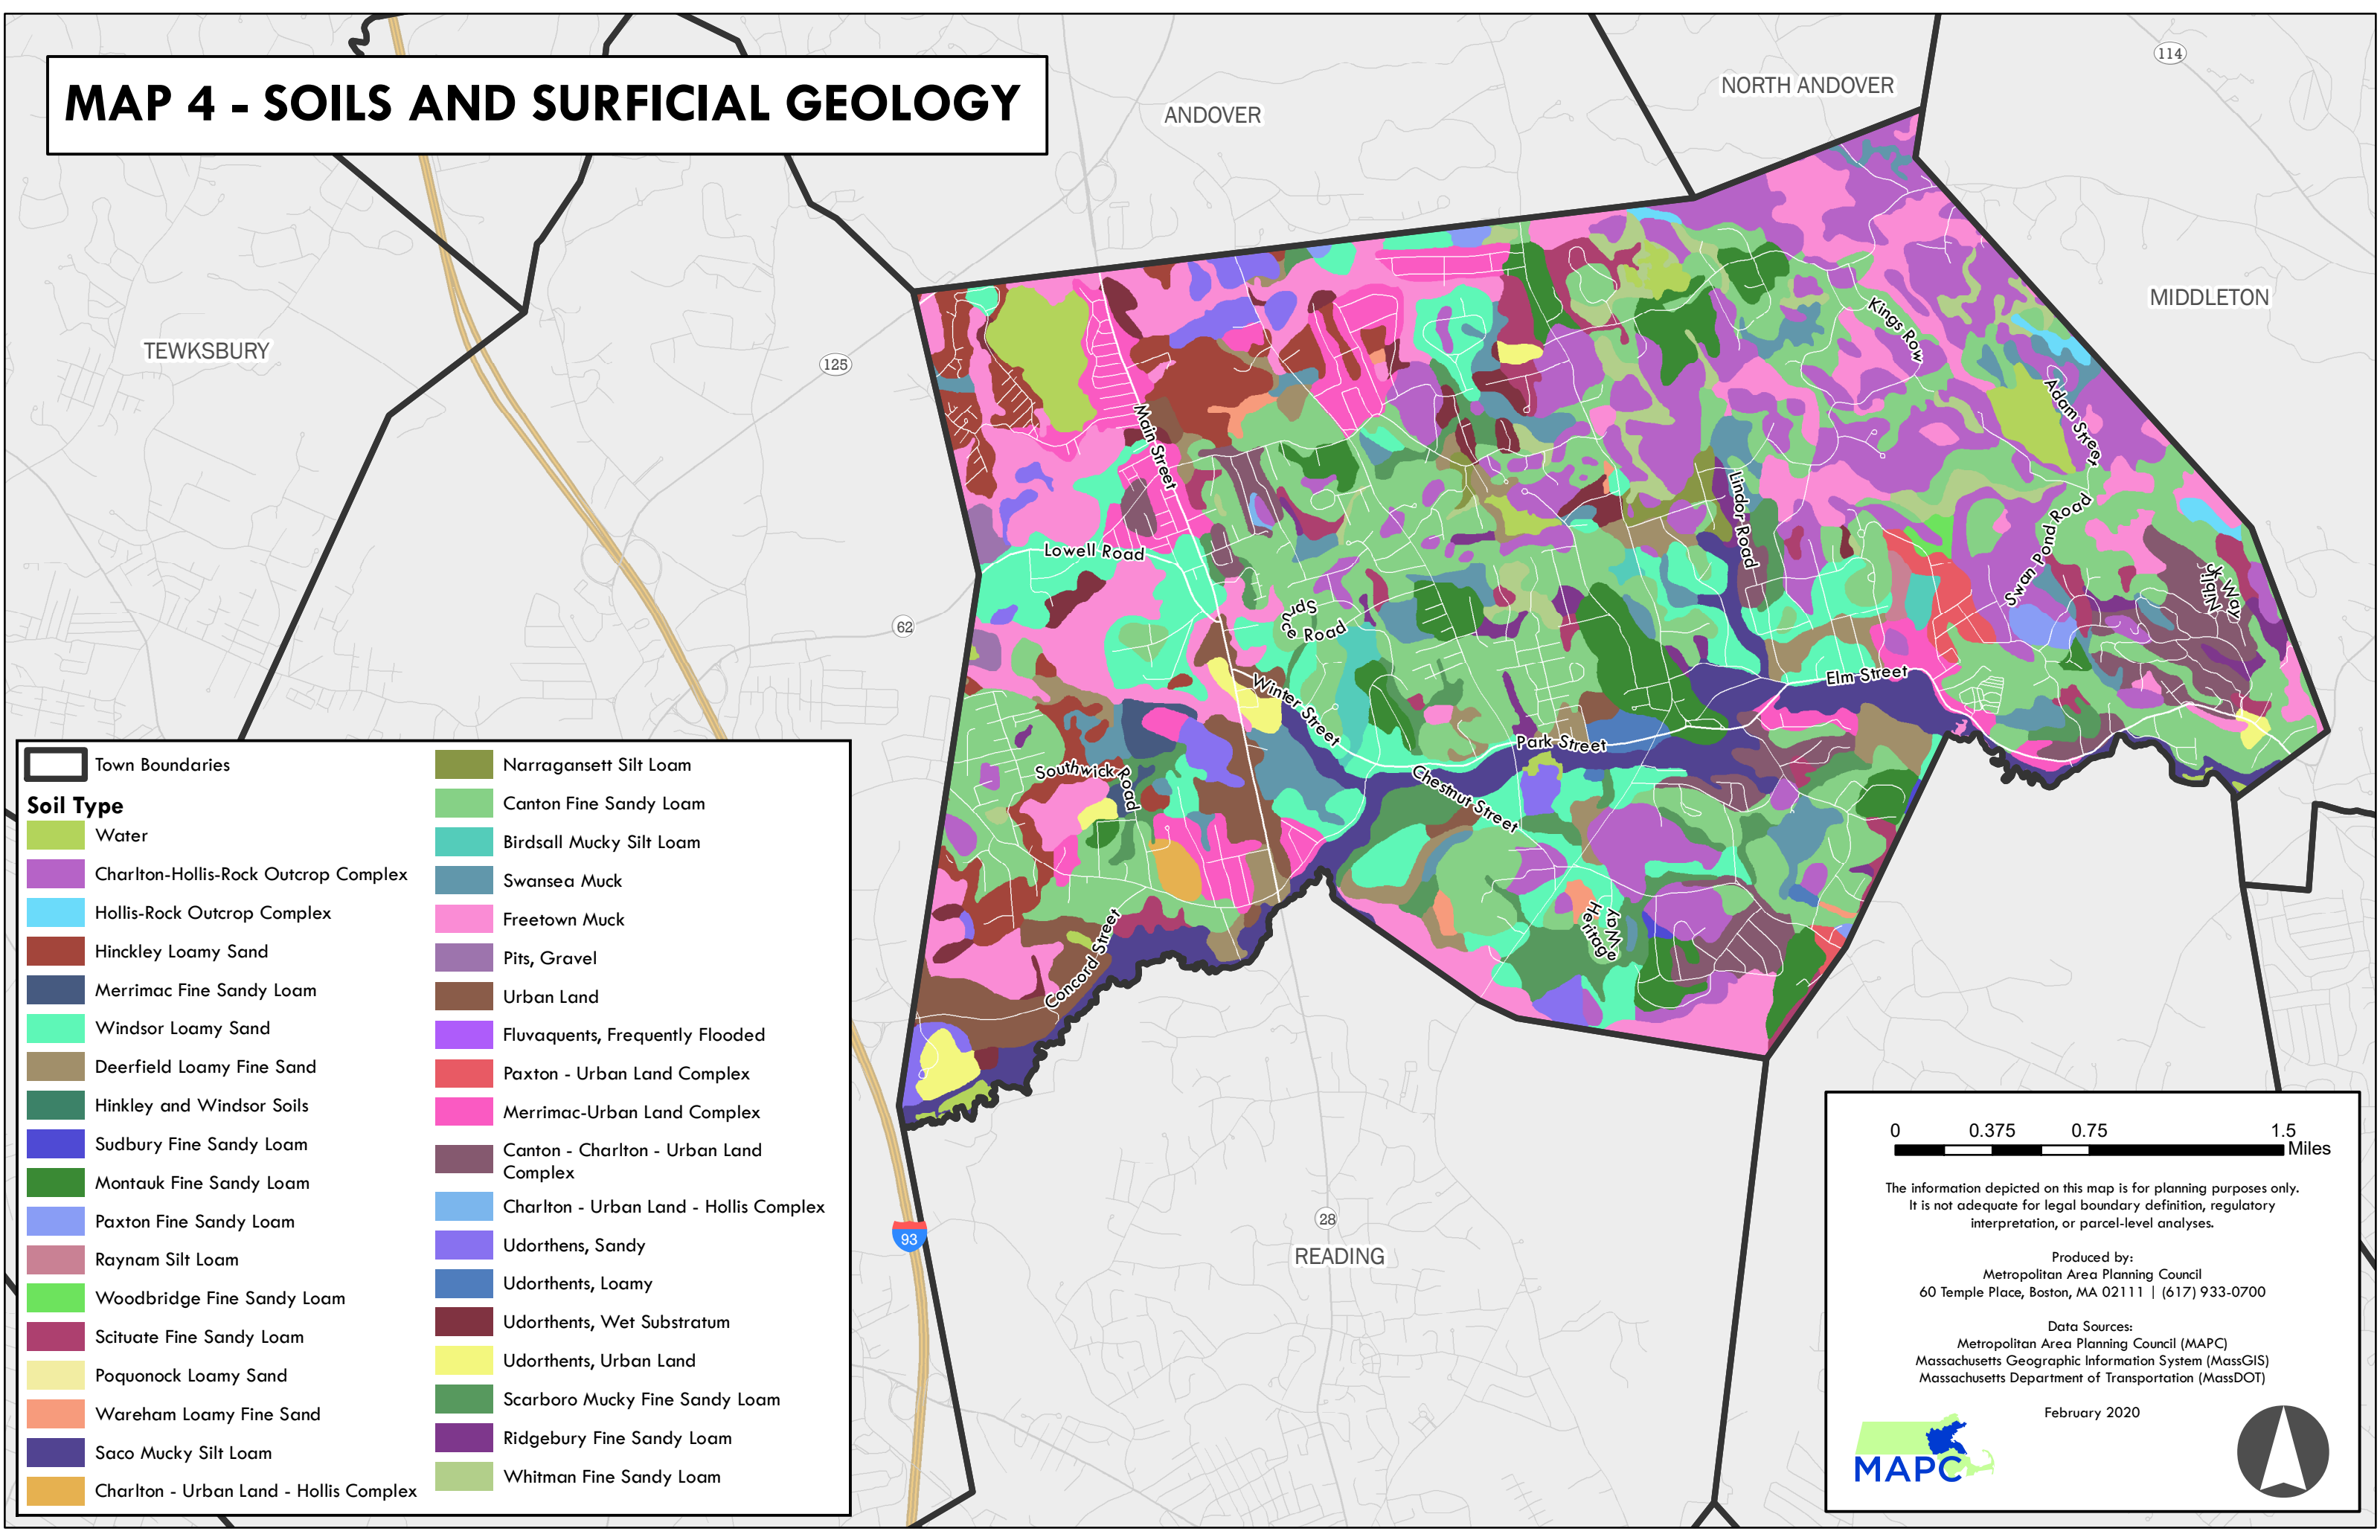 MAP 4 - SOILS AND SURFICIAL GEOLOGY
ANDOVER
NORTH ANDOVER
114
TEWKSBURY
MIDDLETON
125
62
Kings Row
Adam Street
Main Street
Lindor Road
Lowell Road
Swan Pond Road
Nblik
Jk Way
Spru
ce Road
Winter Street
Elm Street
Park Street
Southwick Road
Chestnut Street
Heritage
Way
Concord Street
93
28
READING
Town Boundaries
Soil Type
Water
Charlton-Hollis-Rock Outcrop Complex
Hollis-Rock Outcrop Complex
Hinckley Loamy Sand
Merrimac Fine Sandy Loam
Windsor Loamy Sand
Deerfield Loamy Fine Sand
Hinkley and Windsor Soils
Sudbury Fine Sandy Loam
Montauk Fine Sandy Loam
Paxton Fine Sandy Loam
Raynam Silt Loam
Woodbridge Fine Sandy Loam
Scituate Fine Sandy Loam
Poquonock Loamy Sand
Wareham Loamy Fine Sand
Saco Mucky Silt Loam
Charlton - Urban Land - Hollis Complex
Narragansett Silt Loam
Canton Fine Sandy Loam
Birdsall Mucky Silt Loam
Swansea Muck
Freetown Muck
Pits, Gravel
Urban Land
Fluvaquents, Frequently Flooded
Paxton - Urban Land Complex
Merrimac-Urban Land Complex
Canton - Charlton - Urban Land
Complex
Charlton - Urban Land - Hollis Complex
Udorthens, Sandy
Udorthents, Loamy
Udorthents, Wet Substratum
Udorthents, Urban Land
Scarboro Mucky Fine Sandy Loam
Ridgebury Fine Sandy Loam
Whitman Fine Sandy Loam
0 0.375 0.75 1.5
Miles
The information depicted on this map is for planning purposes only.
It is not adequate for legal boundary definition, regulatory
interpretation, or parcel-level analyses.
Produced by:
Metropolitan Area Planning Council
60 Temple Place, Boston, MA 02111 | (617) 933-0700
Data Sources:
Metropolitan Area Planning Council (MAPC)
Massachusetts Geographic Information System (MassGIS)
Massachusetts Department of Transportation (MassDOT)
February 2020
MAPC